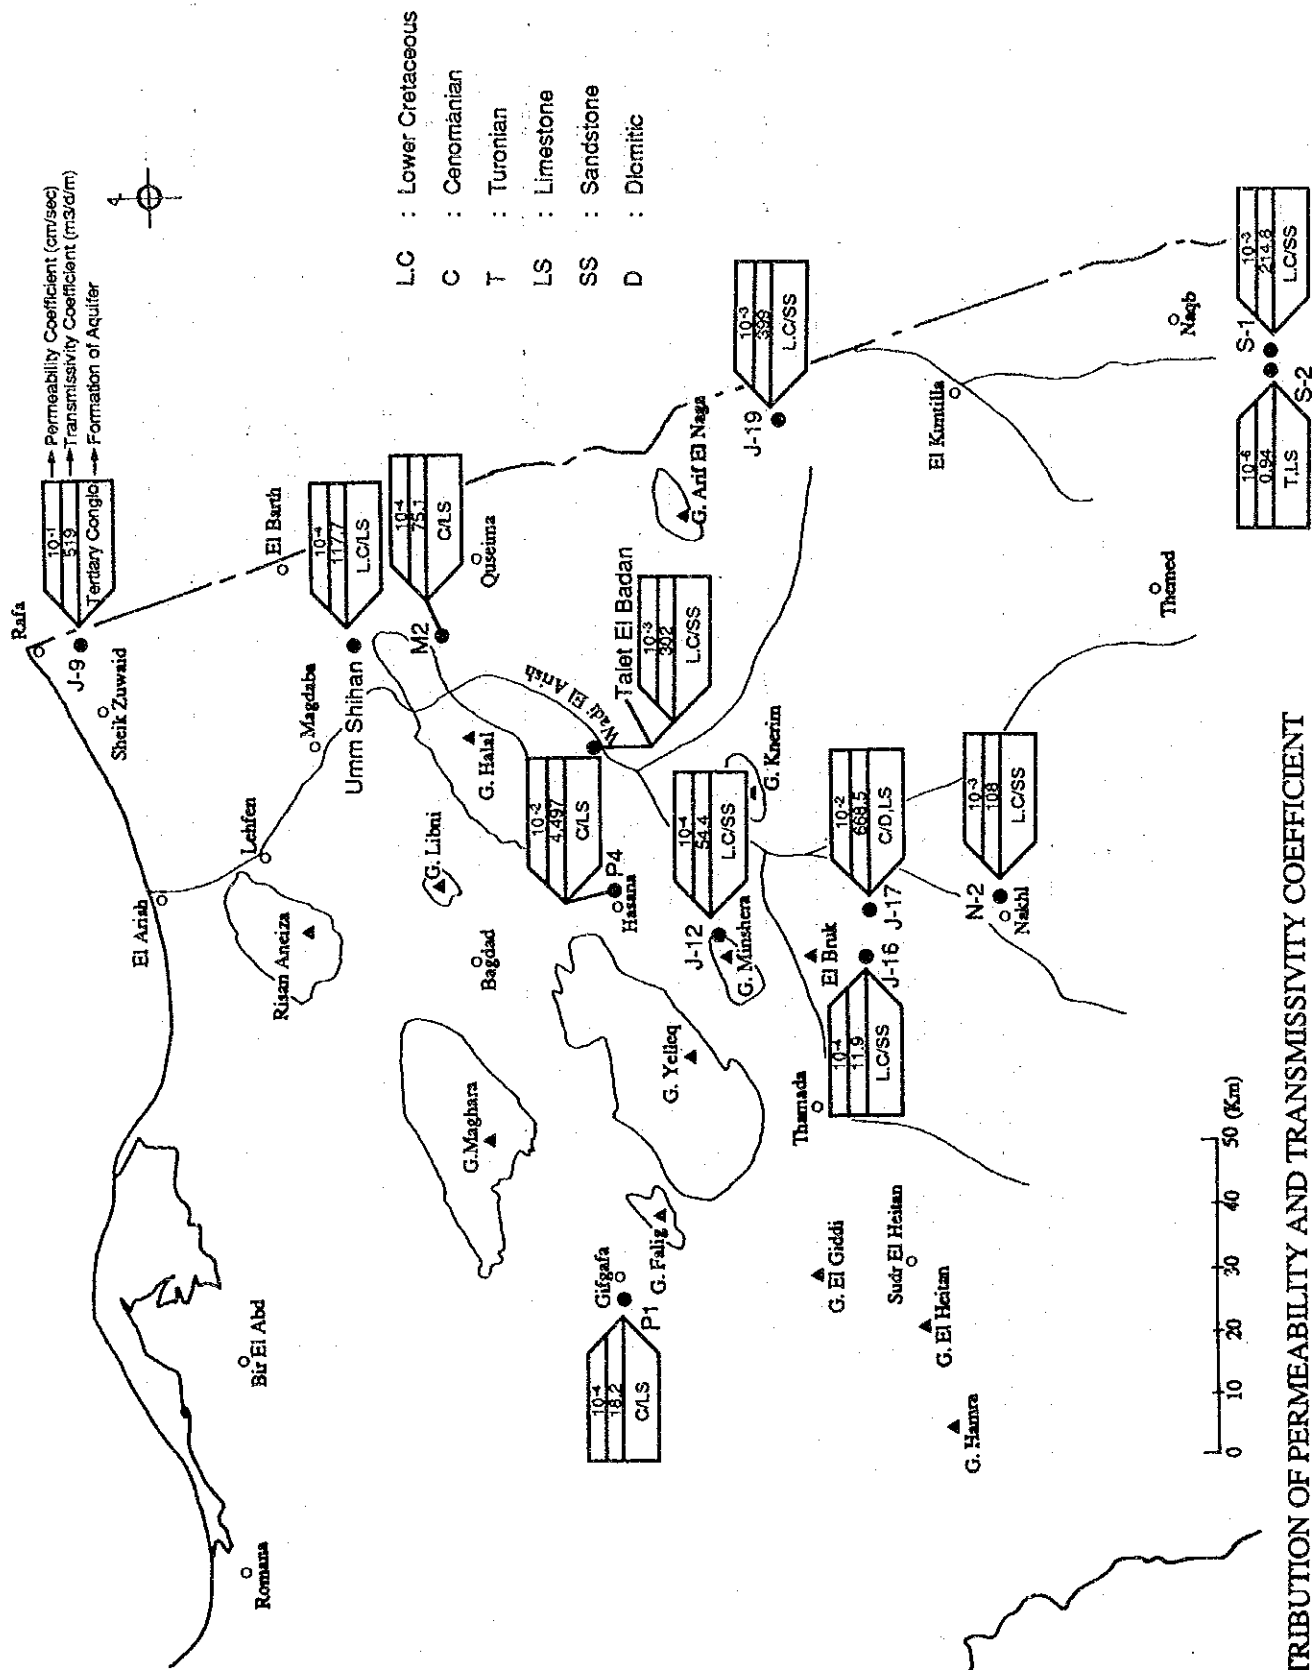 Rafa
10-1
519
Tertiary Conglo
Permeability Coefficient (cm/sec)
Transmissivity Coefficient (m3/d/m)
Formation of Aquifer
J-9
Sheik Zuwaid
El Barth
L.C : Lower Cretaceous
C : Cenomanian
T : Turonian
LS : Limestone
SS : Sandstone
D : Dlomitic
Romana
Bir El Abd
El Arish
Lehfen
Magdaba
Risan Aneiza
Umm Shihan
10-4
117.7
L.C/LS
M2
10-4
75.1
C/LS
Quseima
G. Libni
G. Halal
Bagdad
G.Maghara
Wadi El Arish
Talet El Badan
10-3
302
L.C/SS
10-2
4,497
C/LS
P4
Hasana
G. Arif El Naga
J-19
10-3
399
L.C/SS
10-4
18.2
C/LS
P1
Gifgafa
G. Falig
G. Yelleq
J-12
G. Minshera
10-4
54.4
L.C/SS
G. Knerim
El Bruk
Thamada
10-4
11.9
L.C/SS
J-16
J-17
10-2
668.5
C/D,LS
G. El Giddi
Sudr El Heitan
G. El Heitan
G. Hamra
N-2
Nakhl
10-3
108
L.C/SS
El Kuntilla
Themed
Naqb
S-1
10-3
214.8
L.C/SS
S-2
10-6
0.94
T.LS
0 10 20 30 40 50 (Km)
TRIBUTION OF PERMEABILITY AND TRANSMISSIVITY COEFFICIENT